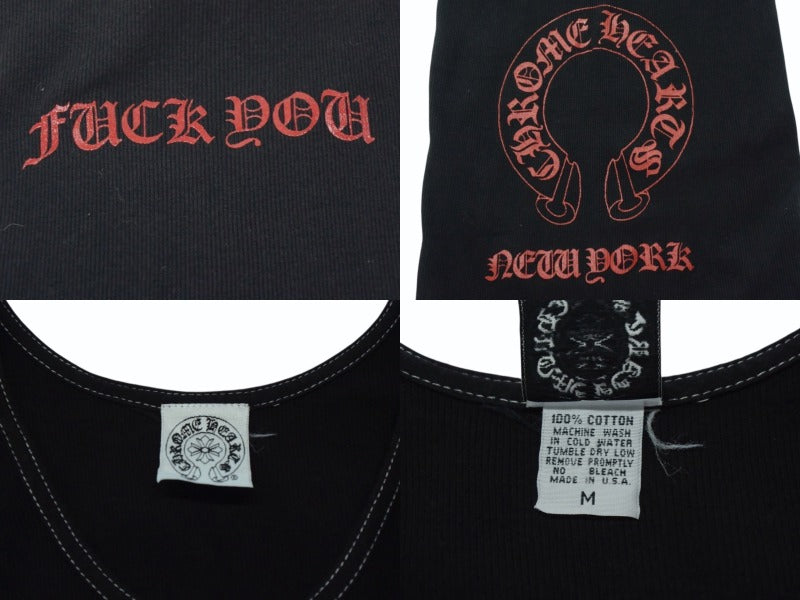 FUCK YOU
CHROME HEARTS
NEW YORK
CHROME HEARTS
®
100% COTTON
MACHINE WASH
IN COLD WATER
TUMBLE DRY LOW
REMOVE PROMPTLY
NO BLEACH
MADE IN U.S.A.
M